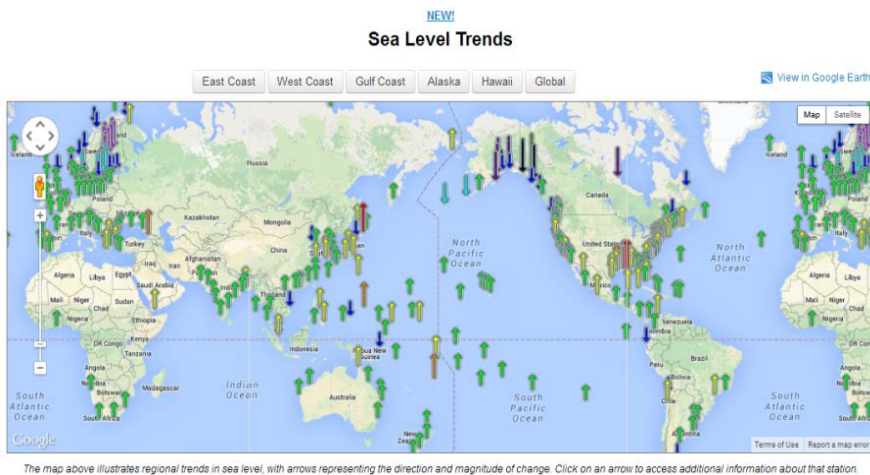 NEW!
Sea Level Trends
East Coast
West Coast
Gulf Coast
Alaska
Hawaii
Global
View in Google Earth
Map
Satellite
Iceland
Russia
Canada
Poland
Kazakhstan
Mongolia
North
Pacific
Ocean
United States
North
Atlantic
Ocean
Italy
Turkey
China
Afghanistan
Iraq
Iran
Algeria
Libya
Egypt
Saudi Arabia
Mexico
Mali
Niger
Chad
Sudan
Thailand
Nigeria
Ethiopia
Venezuela
DR Congo
Kenya
Tanzania
Indonesia
Papua New
Guinea
Peru
Brazil
Angola
Namibia
Botswana
Madagascar
Indian
Ocean
Australia
South
Pacific
Ocean
Bolivia
Chile
South
Atlantic
Ocean
South Africa
New
Zealand
Argentina
Google
Terms of Use
Report a map error
The map above illustrates regional trends in sea level, with arrows representing the direction and magnitude of change. Click on an arrow to access additional information about that station.